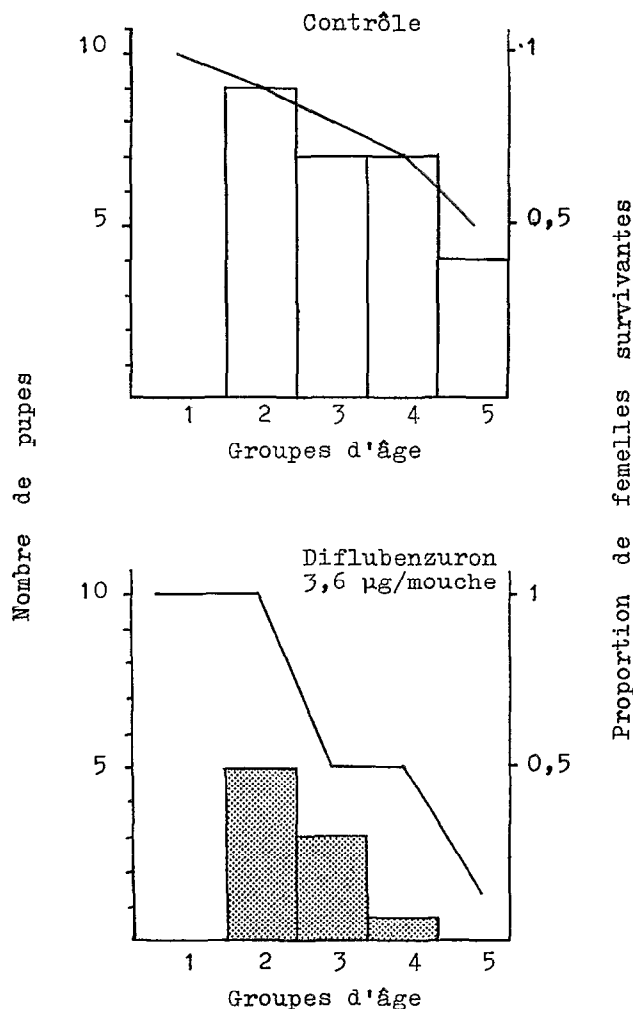 Contrôle
10
5
1
0,5
1 2 3 4 5
Groupes d'âge
Nombre de pupes
Proportion de femelles survivantes
Diflubenzuron
3,6 µg/mouche
10
5
1
0,5
1 2 3 4 5
Groupes d'âge